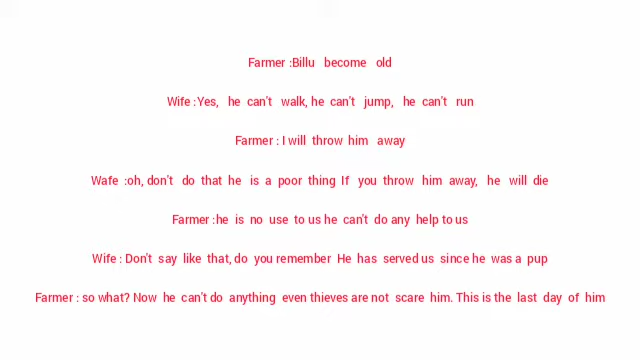 Farmer :Billu become old
Wife :Yes, he can't walk, he can't jump, he can't run
Farmer : I will throw him away
Wafe :oh, don't do that he is a poor thing If you throw him away, he will die
Farmer :he is no use to us he can't do any help to us
Wife : Don't say like that, do you remember He has served us since he was a pup
Farmer : so what? Now he can't do anything even thieves are not scare him. This is the last day of him